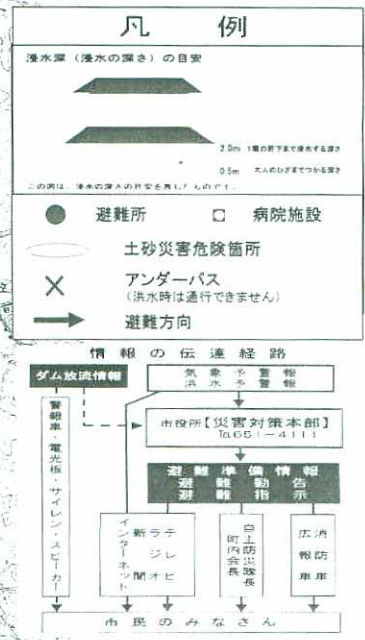 凡 例
浸水深（浸水の深さ）の目安
2.0m 1階の軒下まで浸水する深さ
0.5m 大人のひざまでつかる深さ
この図は、浸水の深さの目安を表したものです。
避難所
病院施設
土砂災害危険箇所
アンダーパス
（洪水時は通行できません）
避難方向
情報の伝達経路
ダム放流情報
気象予警報
洪水予警報
市役所【災害対策本部】
℡651-4111
避難準備情報
避難勧告
避難指示
警報車・電光板・サイレン・スピーカー
インターネット
新聞
ラジオ
テレビ
町内会長
自主防災隊長
広報車
消防車
市民のみなさん